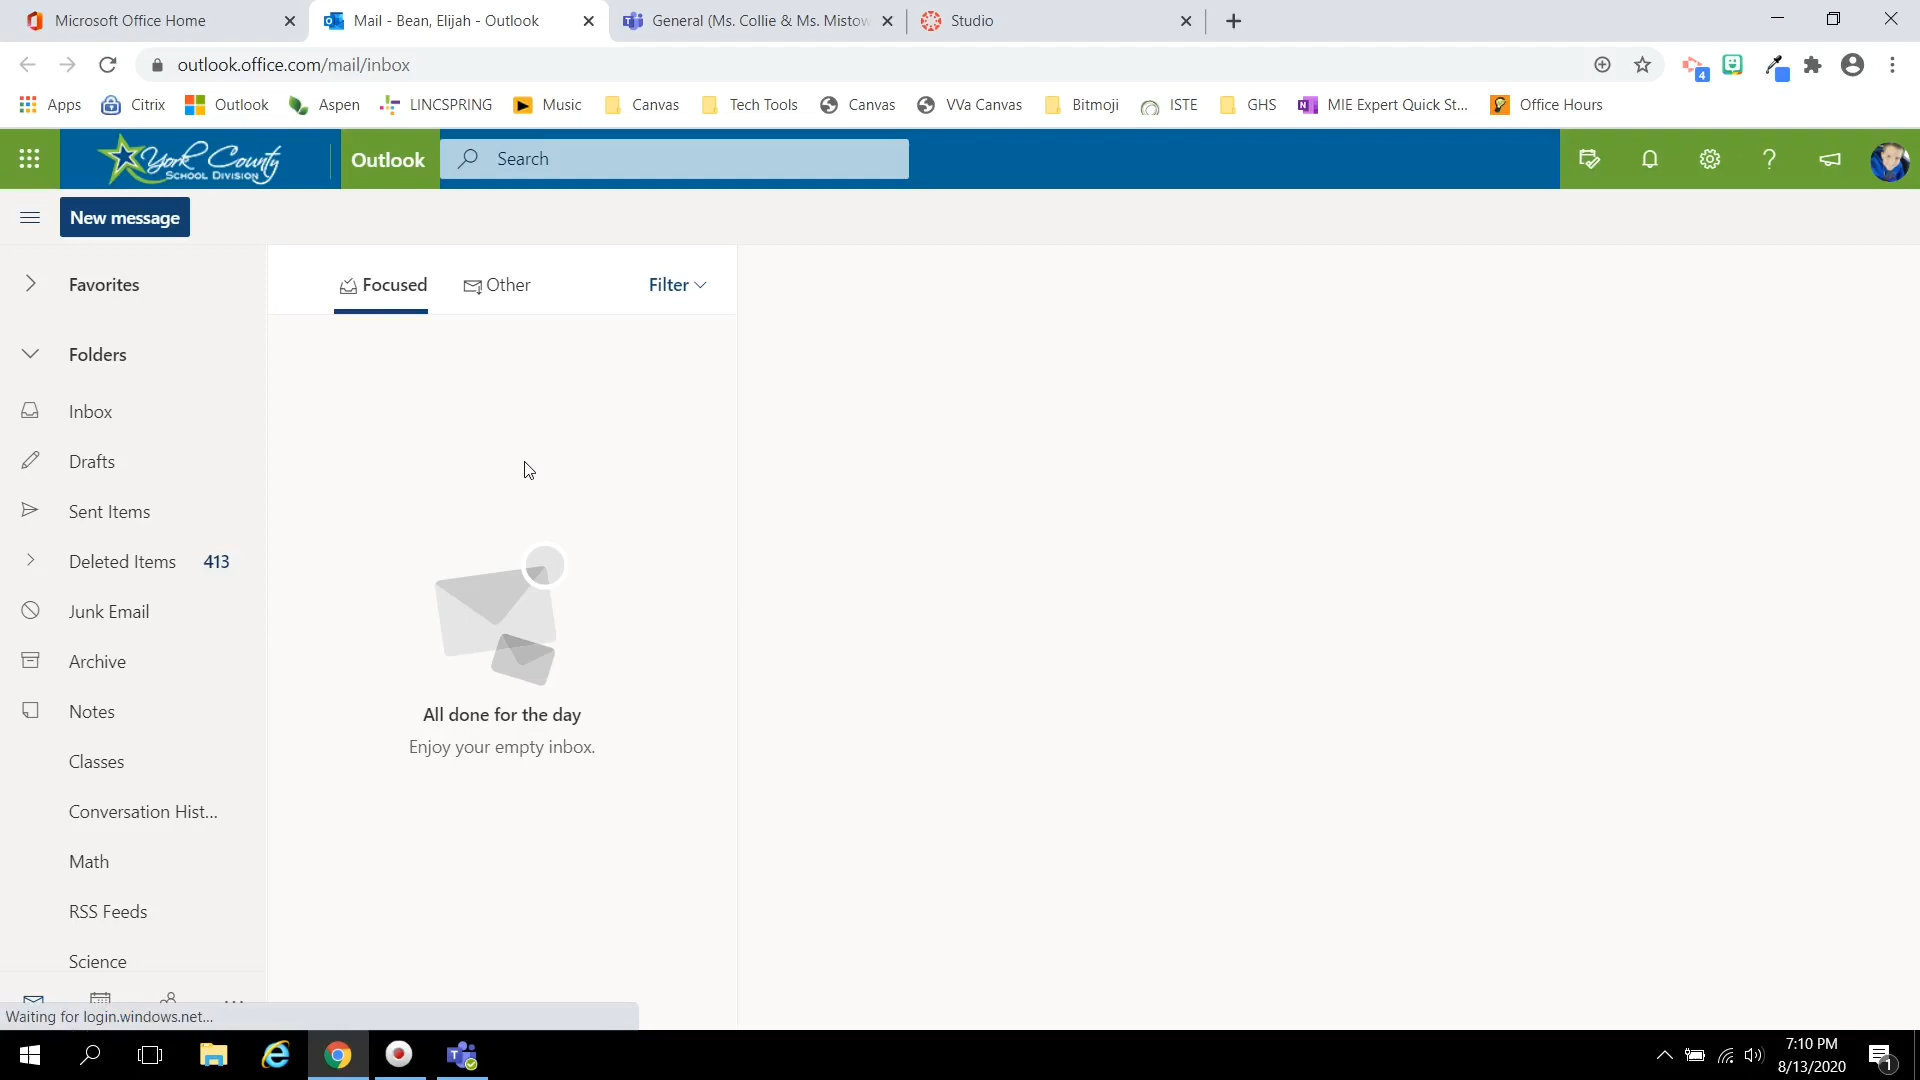 Microsoft Office Home
Mail - Bean, Elijah - Outlook
General (Ms. Collie & Ms. Mistow
Studio
outlook.office.com/mail/inbox
4
Apps
Citrix
Outlook
Aspen
LINCSPRING
Music
Canvas
Tech Tools
Canvas
VVa Canvas
Bitmoji
ISTE
GHS
MIE Expert Quick St...
Office Hours
York County
SCHOOL DIVISION
Outlook
Search
New message
Favorites
Focused
Other
Filter
Folders
Inbox
Drafts
Sent Items
Deleted Items 413
Junk Email
Archive
Notes
Classes
Conversation Hist...
Math
RSS Feeds
Science
All done for the day
Enjoy your empty inbox.
Waiting for login.windows.net...
7:10 PM
8/13/2020
1